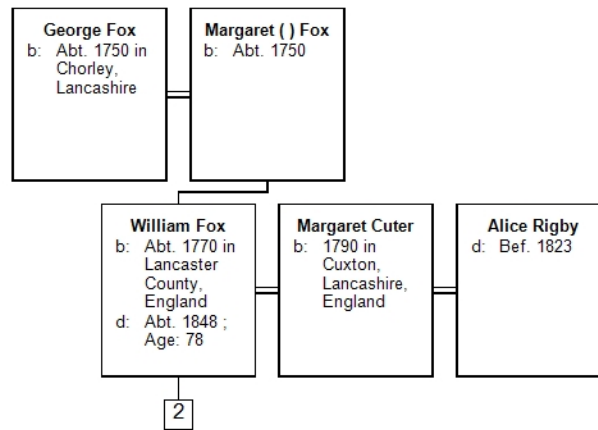 George Fox
b: Abt. 1750 in
Chorley,
Lancashire
Margaret ( ) Fox
b: Abt. 1750
William Fox
b: Abt. 1770 in
Lancaster
County,
England
d: Abt. 1848 ;
Age: 78
Margaret Cuter
b: 1790 in
Cuxton,
Lancashire,
England
Alice Rigby
d: Bef. 1823
2